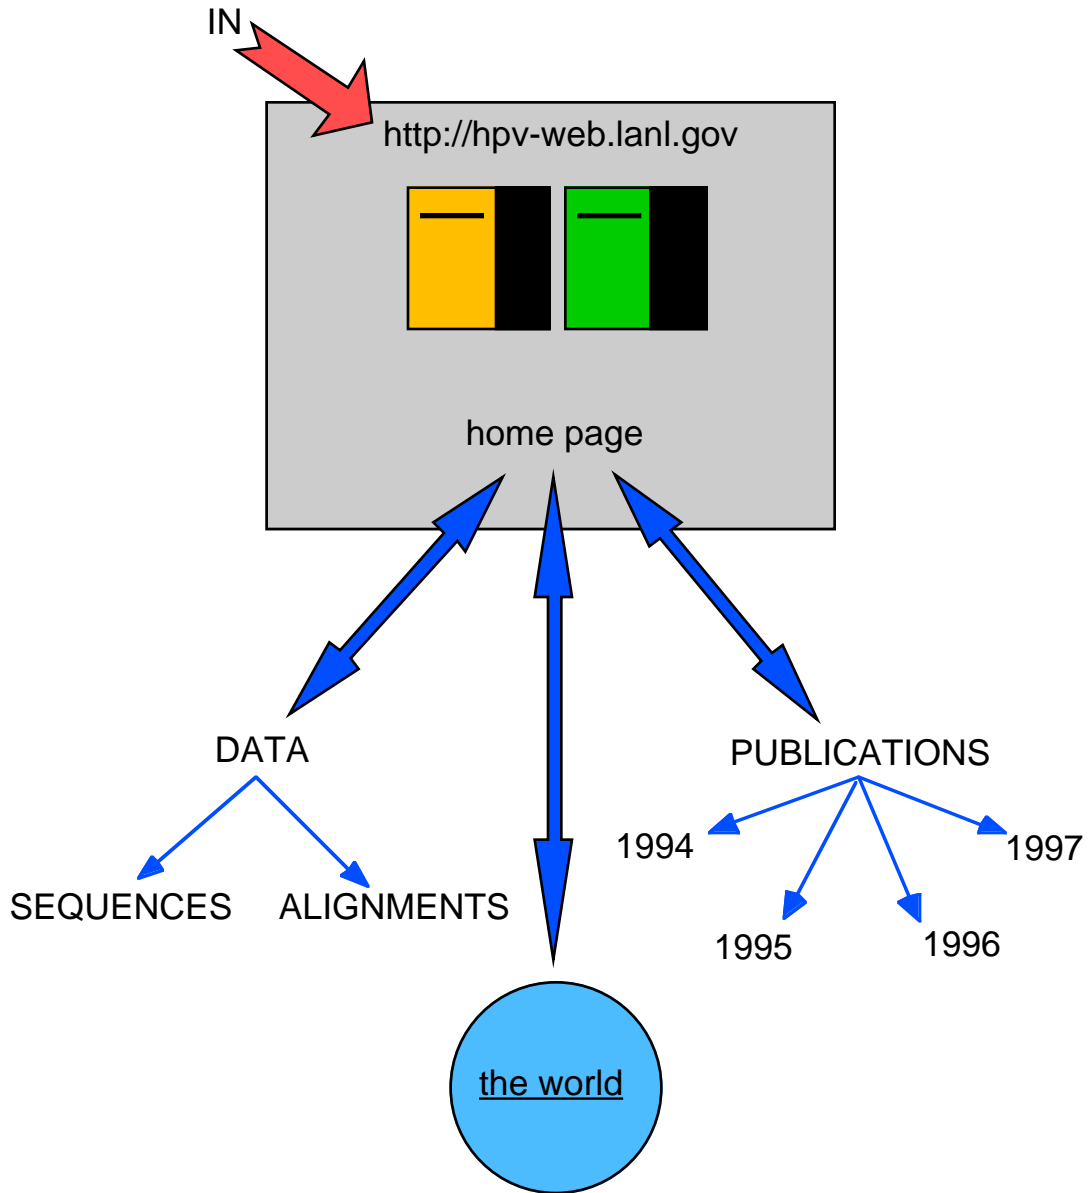 IN
http://hpv-web.lanl.gov
home page
DATA
PUBLICATIONS
1994
1997
SEQUENCES
ALIGNMENTS
1995
1996
the world